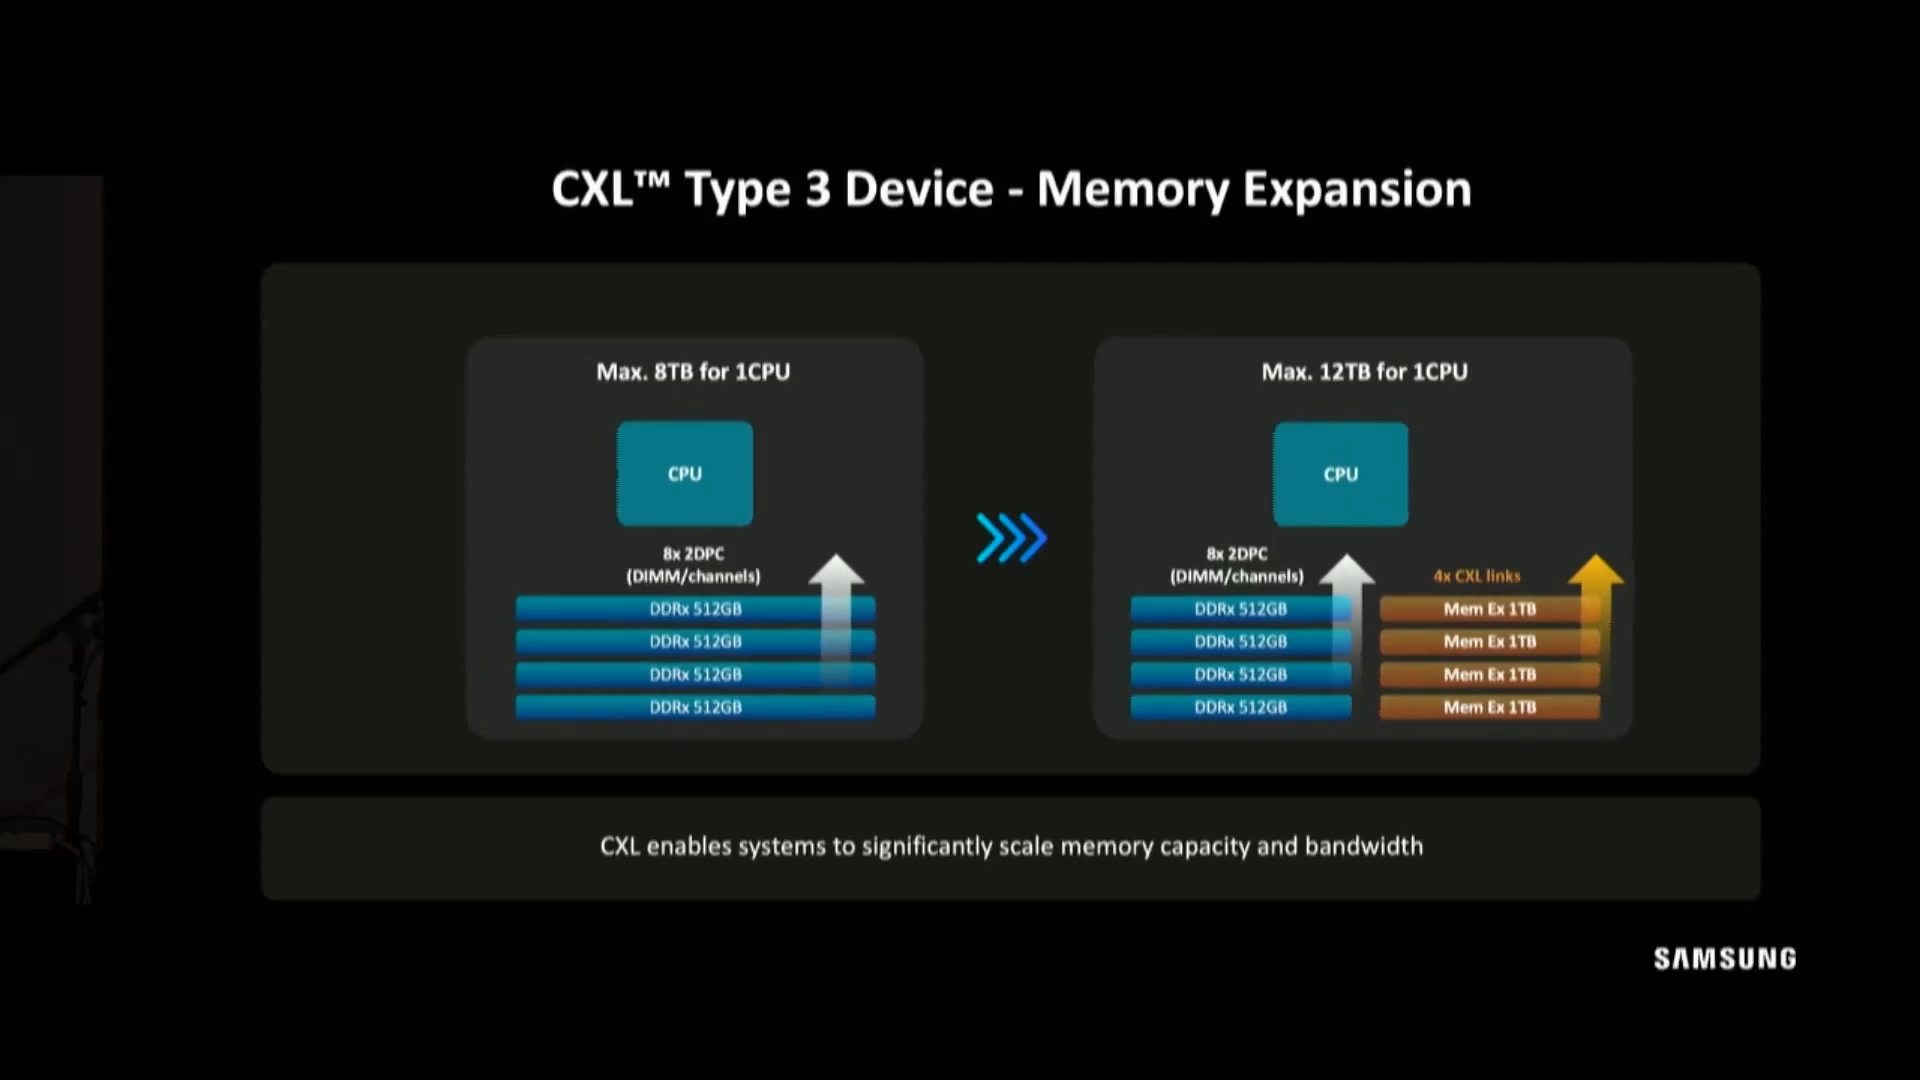 CXL™ Type 3 Device - Memory Expansion
Max. 8TB for 1CPU
CPU
8x 2DPC
(DIMM/channels)
DDRx 512GB
DDRx 512GB
DDRx 512GB
DDRx 512GB
Max. 12TB for 1CPU
CPU
8x 2DPC
(DIMM/channels)
DDRx 512GB
DDRx 512GB
DDRx 512GB
DDRx 512GB
4x CXL links
Mem Ex 1TB
Mem Ex 1TB
Mem Ex 1TB
Mem Ex 1TB
CXL enables systems to significantly scale memory capacity and bandwidth
SAMSUNG